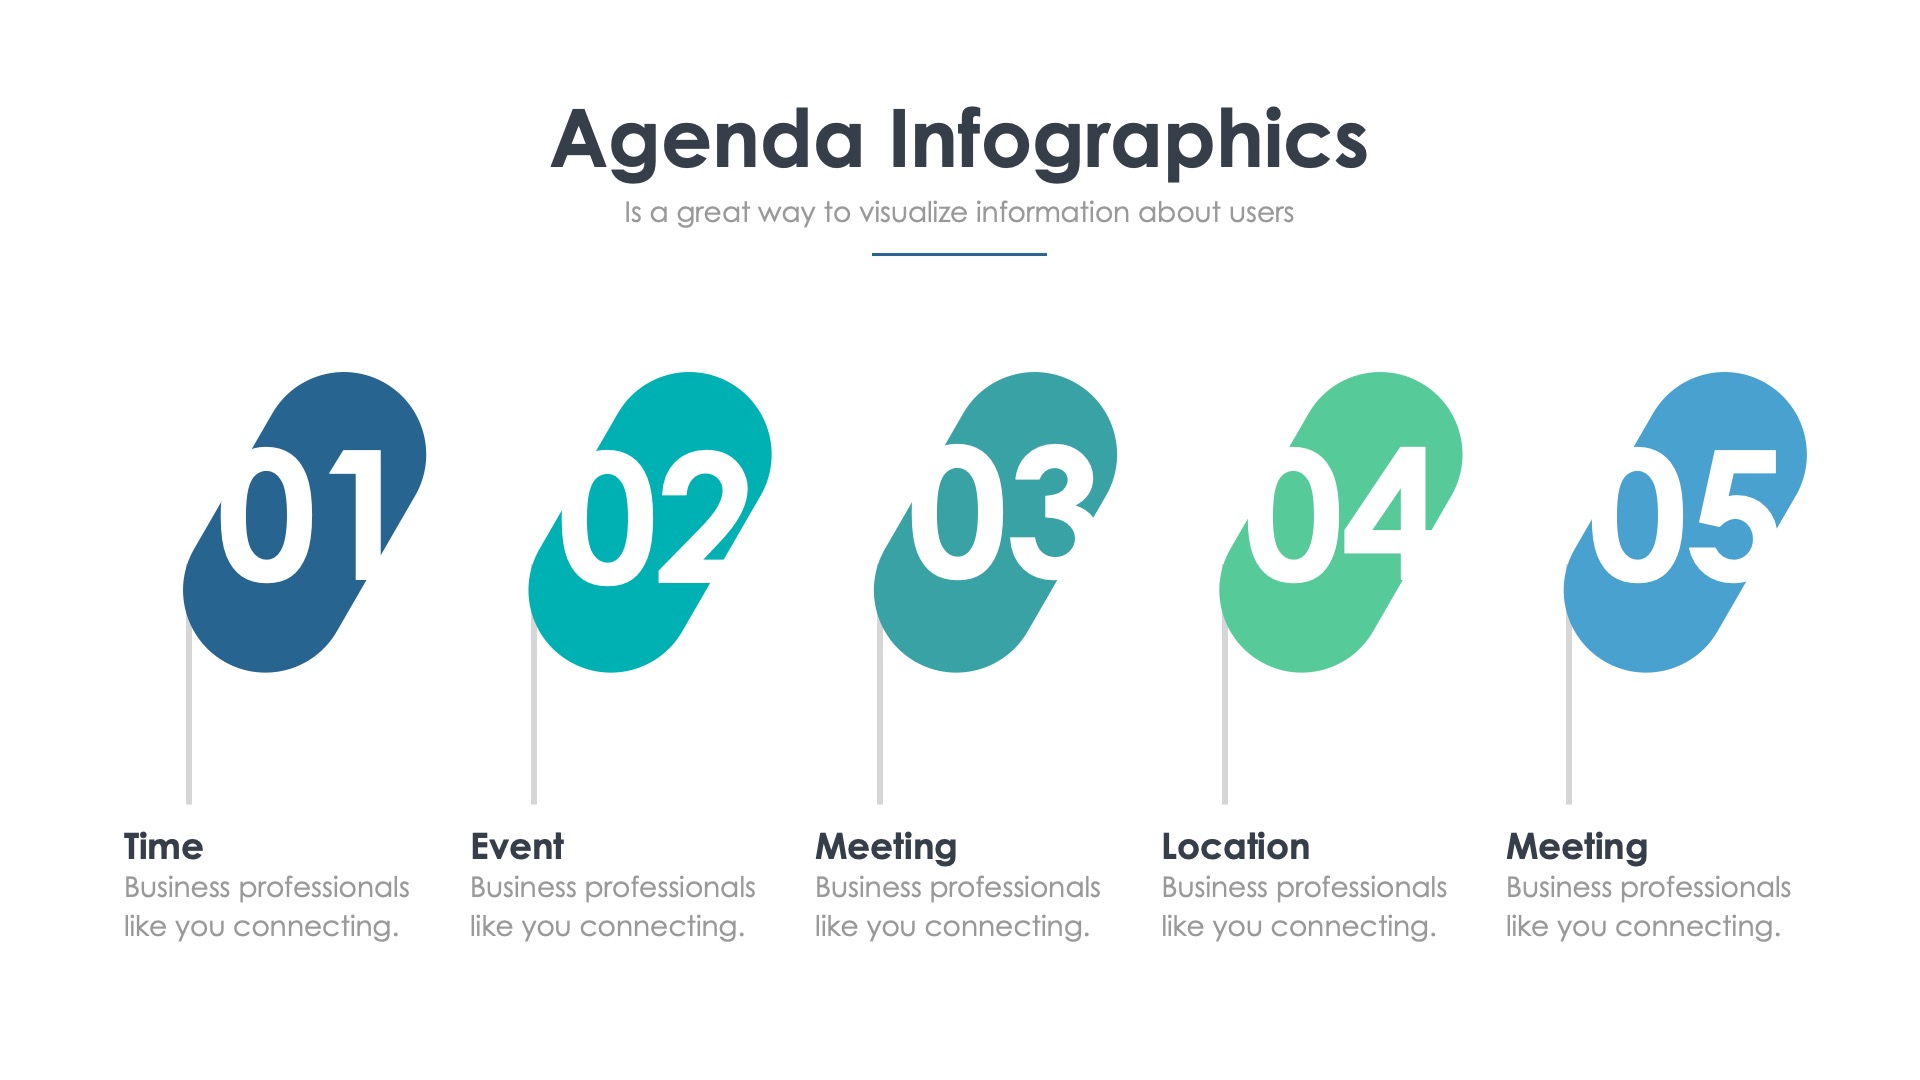 Agenda Infographics
Is a great way to visualize information about users
01
02
03
04
05
Time
Business professionals
like you connecting.
Event
Business professionals
like you connecting.
Meeting
Business professionals
like you connecting.
Location
Business professionals
like you connecting.
Meeting
Business professionals
like you connecting.